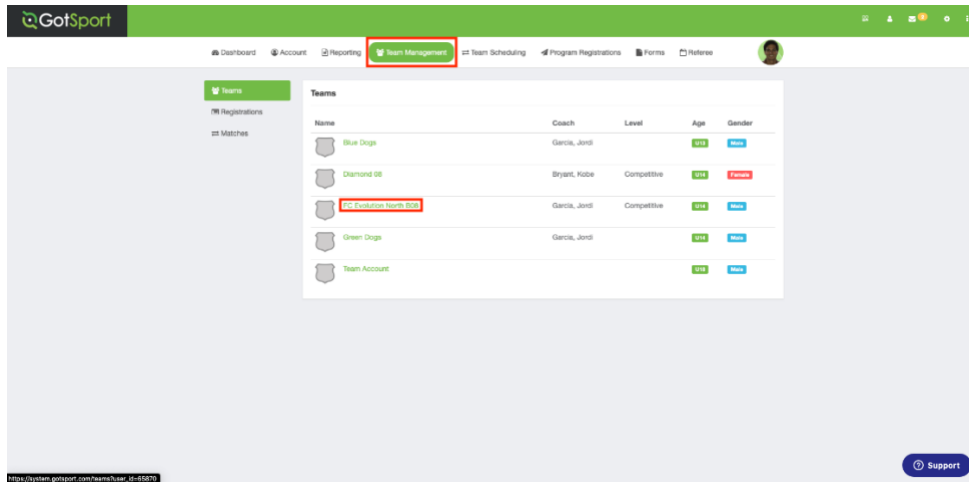 GotSport
Dashboard Account Reporting Team Management Team Scheduling Program Registrations Forms Referee
Teams
Registrations
Matches
Teams
Name Coach Level Age Gender
Blue Dogs Garcia, Jordi Male
Diamond 08 Bryant, Kobe Competitive U14 Female
FC Evolution North B08 Garcia, Jordi Competitive U14 Male
Green Dogs Garcia, Jordi Male
Team Account Male
Support
https://system.gotsport.com/teams?user_id=65870